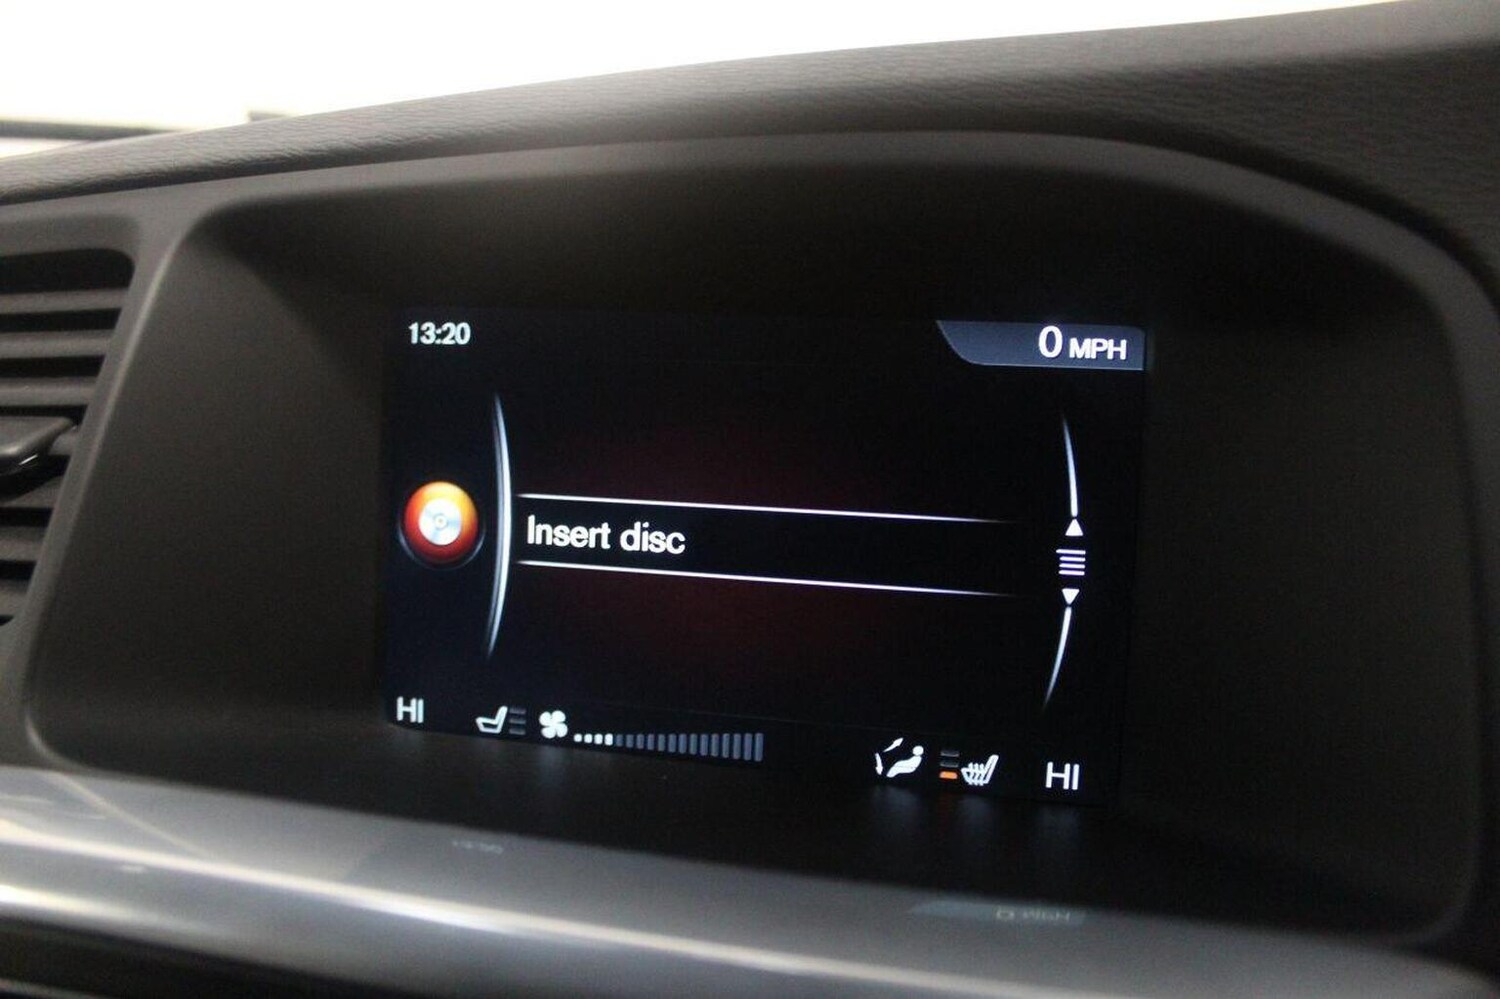 13:20
0 MPH
Insert disc
HI
HI